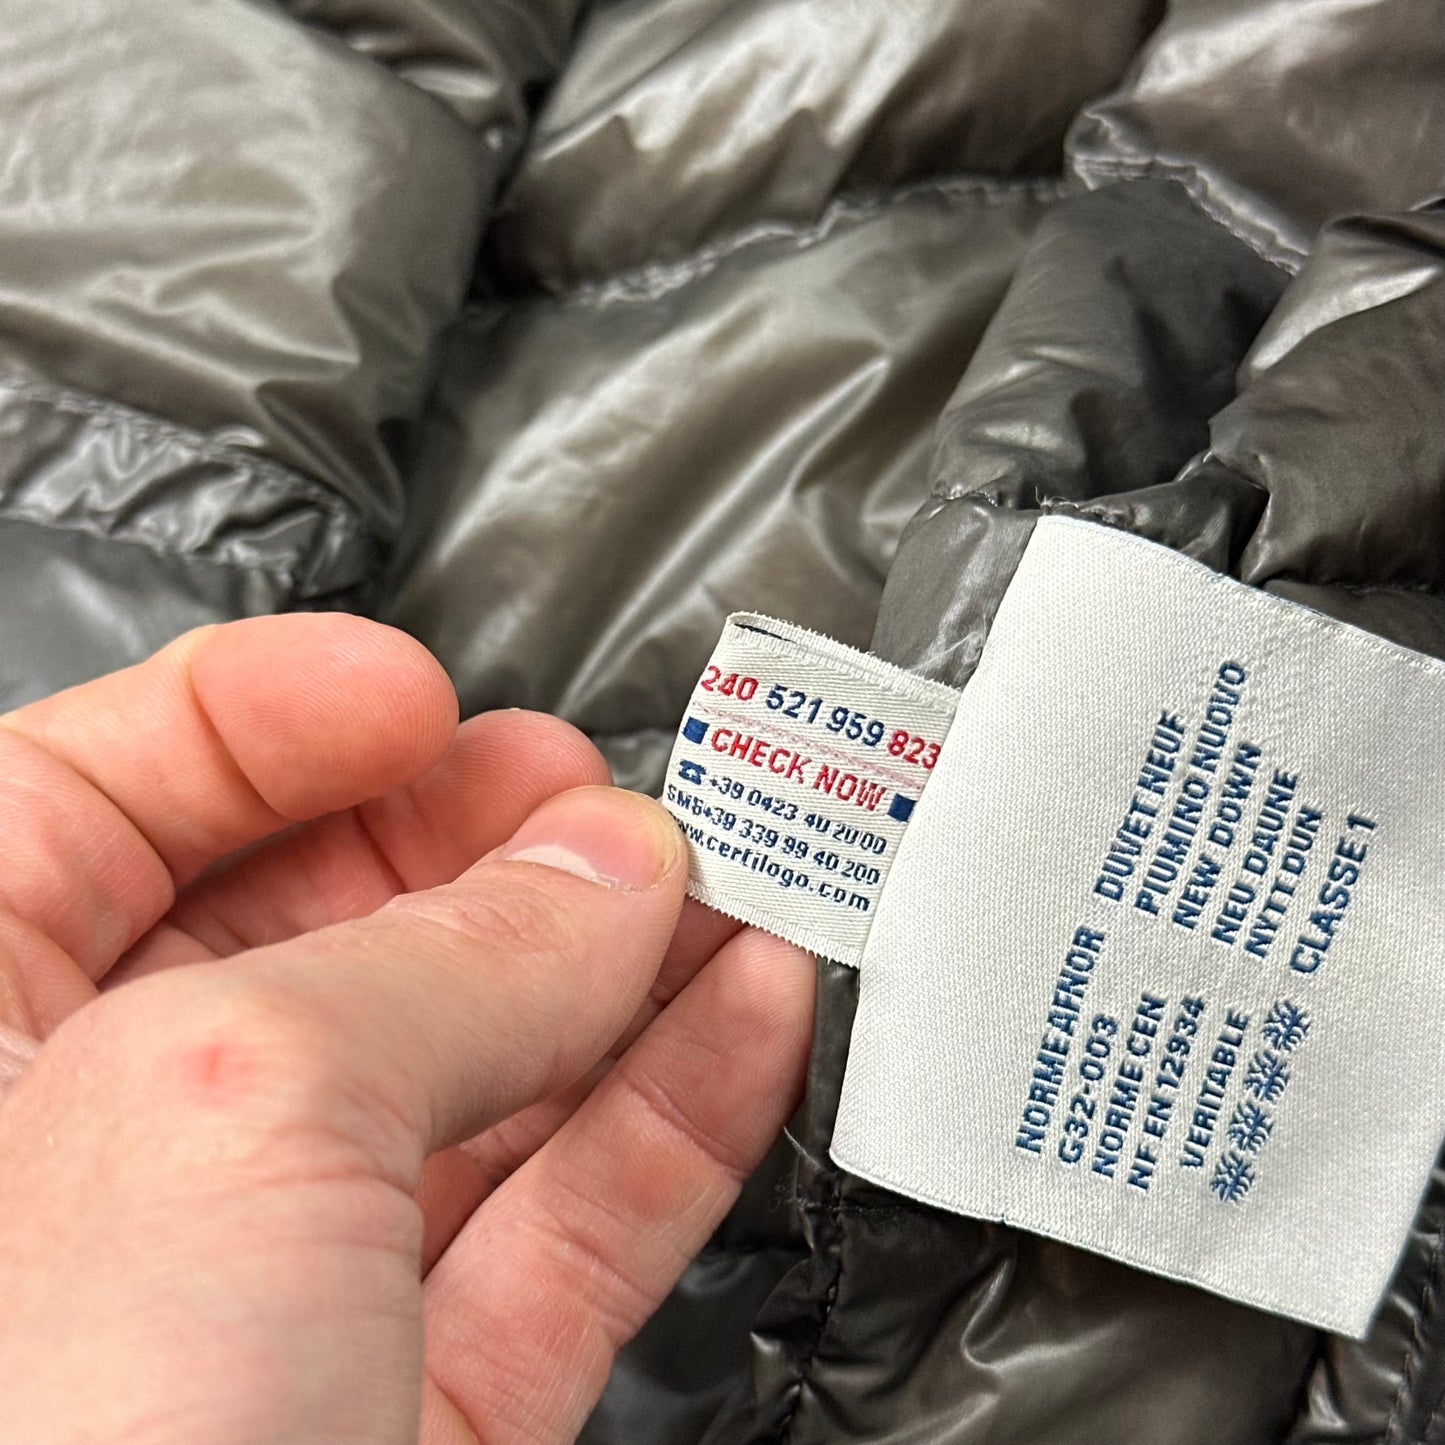 240 521 959 823
CHECK NOW
☎ +39 0423 40 20 00
SMS+39 339 99 40 200
www.certilogo.com
DUVET NEUF
PIUMINO NUOVO
NEW DOWN
NEU DAUNE
NYTT DUN
CLASSE 1
NORME AFNOR
G32-003
NORME CEN
NF EN 12934
VERITABLE